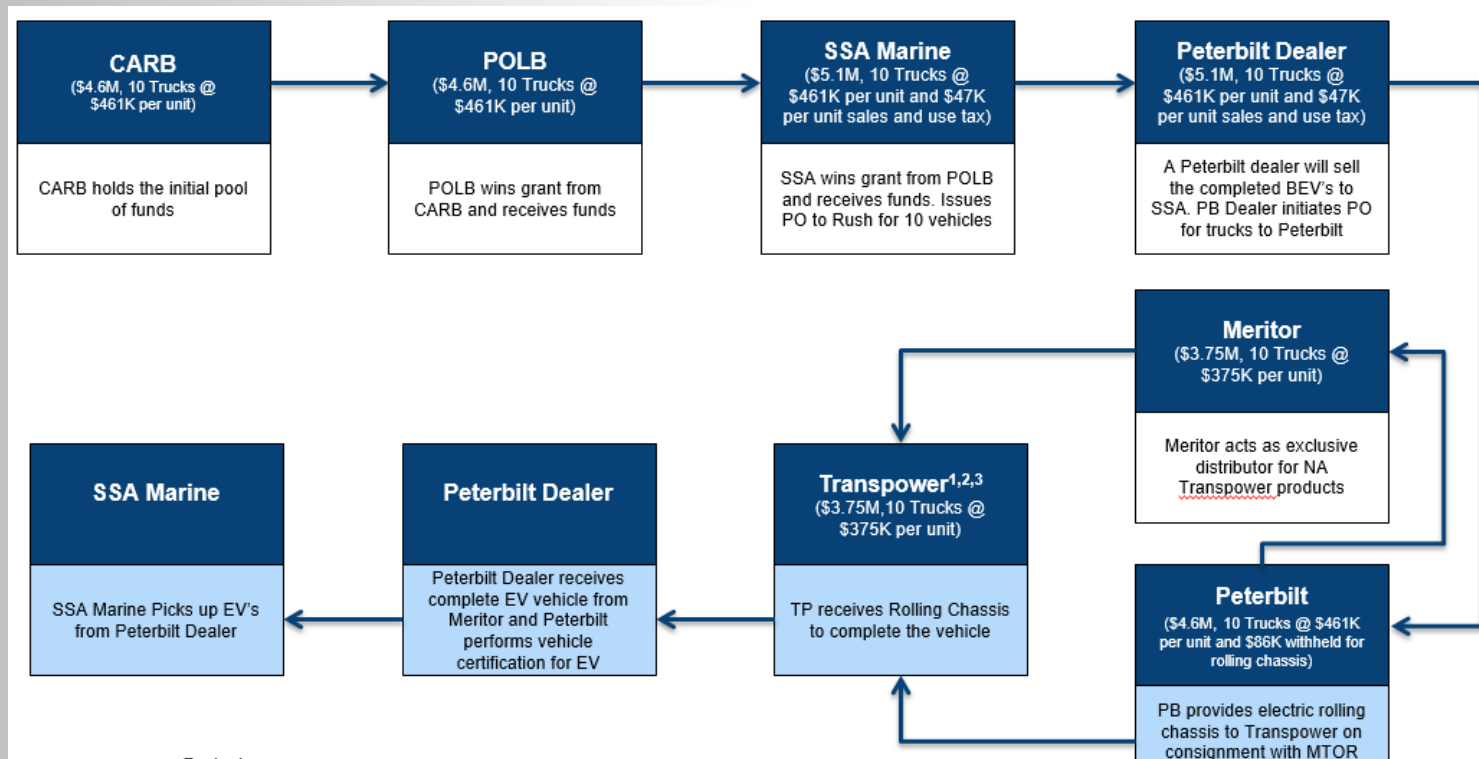 CARB
($4.6M, 10 Trucks @
$461K per unit)
CARB holds the initial pool
of funds
POLB
($4.6M, 10 Trucks @
$461K per unit)
POLB wins grant from
CARB and receives funds
SSA Marine
($5.1M, 10 Trucks @
$461K per unit and $47K
per unit sales and use tax)
SSA wins grant from POLB
and receives funds. Issues
PO to Rush for 10 vehicles
Peterbilt Dealer
($5.1M, 10 Trucks @
$461K per unit and $47K
per unit sales and use tax)
A Peterbilt dealer will sell
the completed BEV's to
SSA. PB Dealer initiates PO
for trucks to Peterbilt
Meritor
($3.75M, 10 Trucks @
$375K per unit)
Meritor acts as exclusive
distributor for NA
Transpower products
Peterbilt
($4.6M, 10 Trucks @ $461K
per unit and $86K withheld for
rolling chassis)
PB provides electric rolling
chassis to Transpower on
consignment with MTOR
Transpower1,2,3
($3.75M,10 Trucks @
$375K per unit)
TP receives Rolling Chassis
to complete the vehicle
Peterbilt Dealer
Peterbilt Dealer receives
complete EV vehicle from
Meritor and Peterbilt
performs vehicle
certification for EV
SSA Marine
SSA Marine Picks up EV's
from Peterbilt Dealer